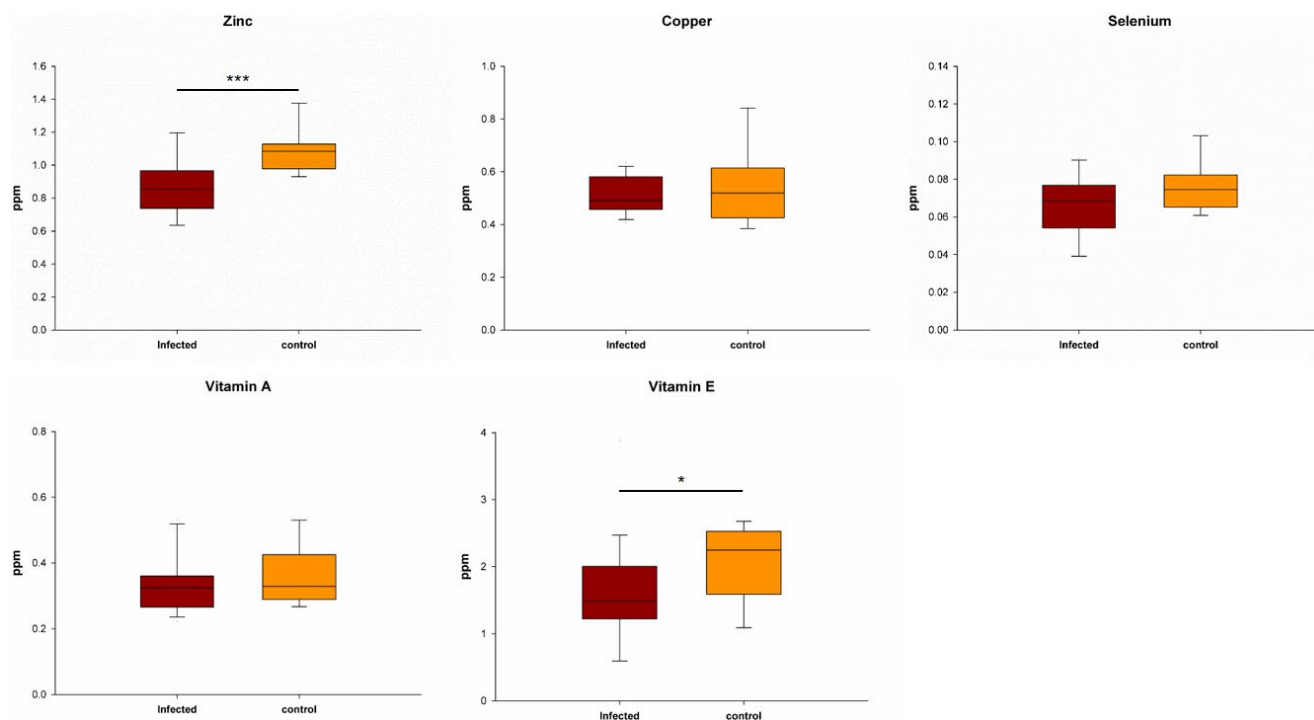 Zinc
ppm
1.6
1.4
1.2
1.0
0.8
0.6
0.4
0.2
0.0
***
Infected control
Copper
ppm
1.0
0.8
0.6
0.4
0.2
0.0
Infected control
Selenium
ppm
0.14
0.12
0.10
0.08
0.06
0.04
0.02
0.00
Infected control
Vitamin A
ppm
0.8
0.6
0.4
0.2
0.0
Infected control
Vitamin E
ppm
4
3
2
1
0
*
Infected control